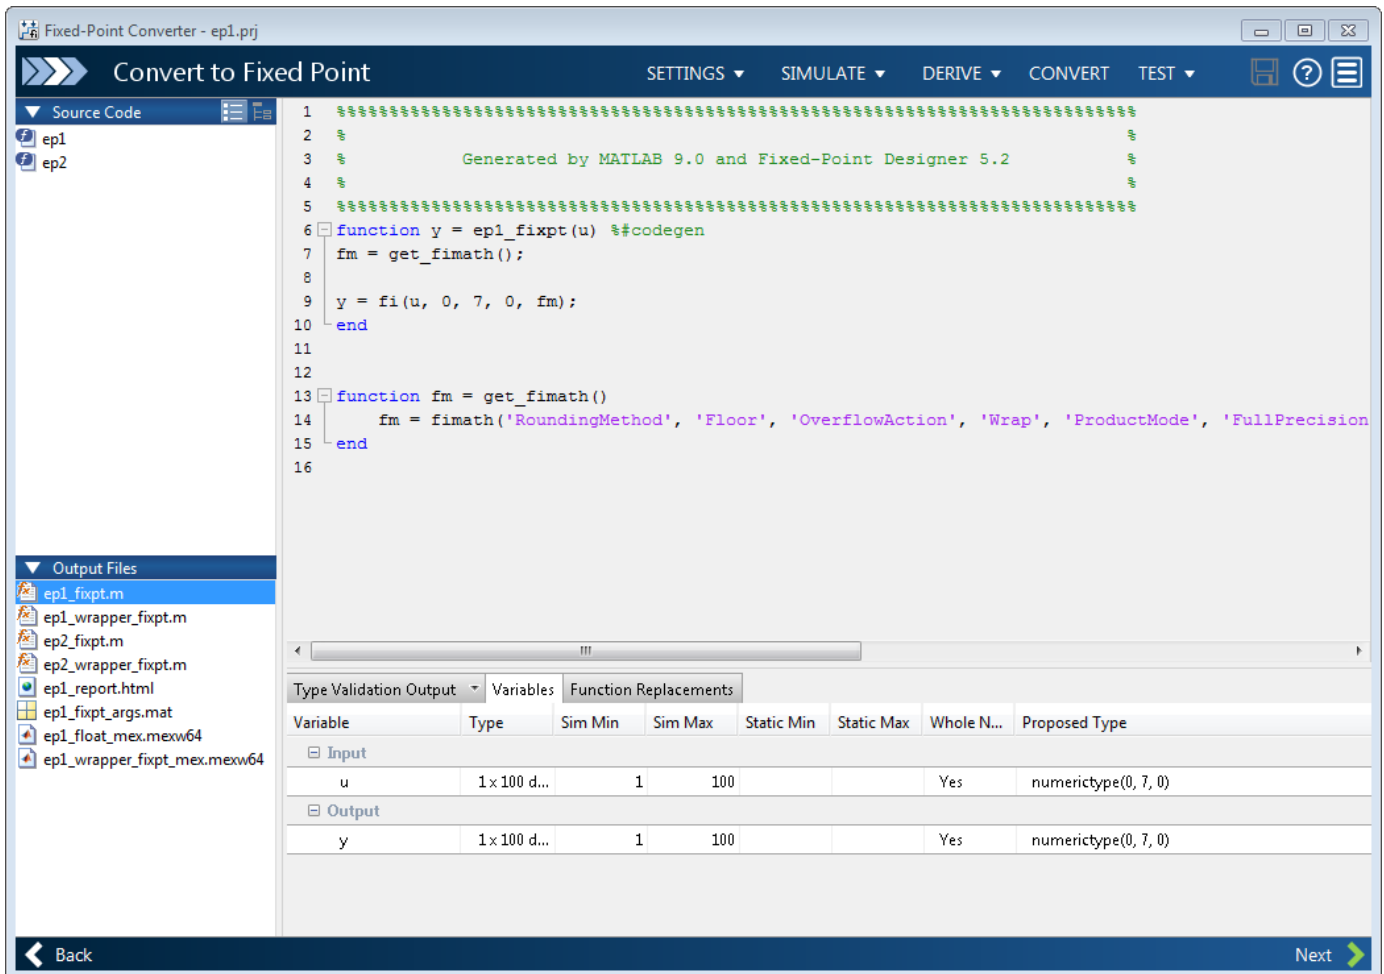 Fixed-Point Converter - ep1.prj
Convert to Fixed Point
SETTINGS
SIMULATE
DERIVE
CONVERT
TEST
?
Source Code
ep1
ep2
1 %%%%%%%%%%%%%%%%%%%%%%%%%%%%%%%%%%%%%%%%%%%%%%%%%%%%%%%%%%%%%%%%%%%%%%%%%%%%
2 % %
3 % Generated by MATLAB 9.0 and Fixed-Point Designer 5.2 %
4 % %
5 %%%%%%%%%%%%%%%%%%%%%%%%%%%%%%%%%%%%%%%%%%%%%%%%%%%%%%%%%%%%%%%%%%%%%%%%%%%%
6 function y = ep1_fixpt(u) %#codegen
7 fm = get_fimath();
8
9 y = fi(u, 0, 7, 0, fm);
10 end
11
12
13 function fm = get_fimath()
14 fm = fimath('RoundingMethod', 'Floor', 'OverflowAction', 'Wrap', 'ProductMode', 'FullPrecision
15 end
16
Output Files
ep1_fixpt.m
ep1_wrapper_fixpt.m
ep2_fixpt.m
ep2_wrapper_fixpt.m
ep1_report.html
ep1_fixpt_args.mat
ep1_float_mex.mexw64
ep1_wrapper_fixpt_mex.mexw64
Type Validation Output Variables Function Replacements
Variable Type Sim Min Sim Max Static Min Static Max Whole N... Proposed Type
Input
u 1 x 100 d... 1 100 Yes numerictype(0, 7, 0)
Output
y 1 x 100 d... 1 100 Yes numerictype(0, 7, 0)
Back
Next